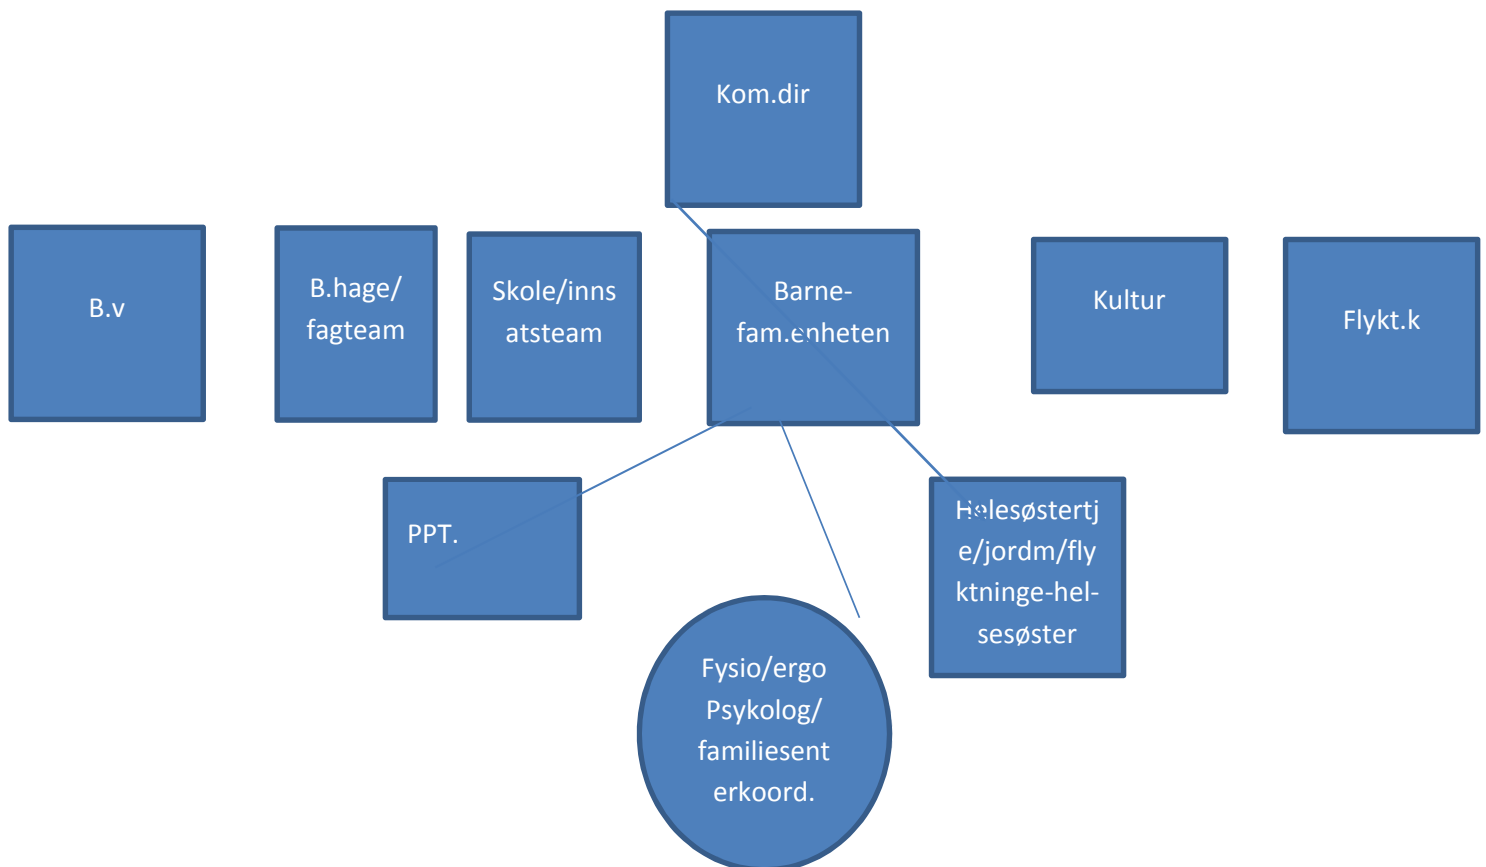 Kom.dir
B.v
B.hage/
fagteam
Skole/inns
atsteam
Barne-
fam.enheten
Kultur
Flykt.k
PPT.
Helesøstertj
e/jordm/fly
ktninge-hel-
sesøster
Fysio/ergo
Psykolog/
familiesent
erkoord.